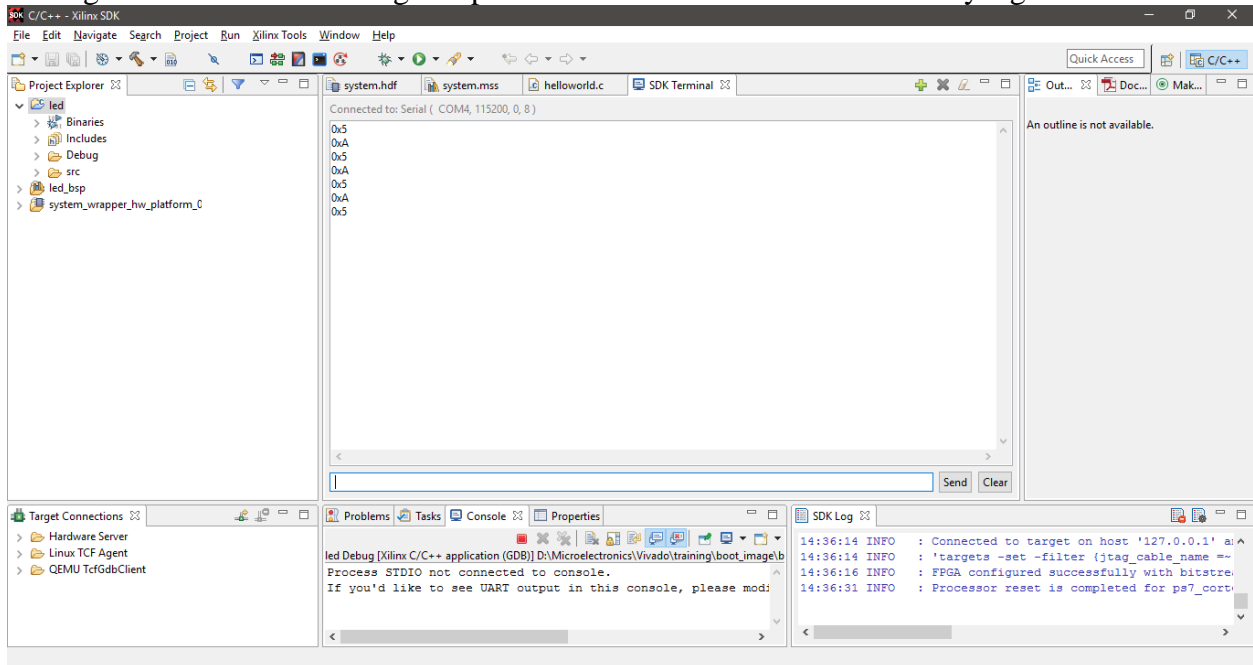 C/C++ - Xilinx SDK
File Edit Navigate Search Project Run Xilinx Tools Window Help
Quick Access
C/C++
Project Explorer
led
Binaries
Includes
Debug
src
led_bsp
system_wrapper_hw_platform_0
system.hdf system.mss helloworld.c SDK Terminal
Connected to: Serial ( COM4, 115200, 0, 8 )
0x5
0xA
0x5
0xA
0x5
0xA
0x5
Send Clear
Out... Doc... Mak...
An outline is not available.
Target Connections
Hardware Server
Linux TCF Agent
QEMU TcfGdbClient
Problems Tasks Console Properties
led Debug [Xilinx C/C++ application (GDB)] D:\Microelectronics\Vivado\training\boot_image\b
Process STDIO not connected to console.
If you'd like to see UART output in this console, please modi
SDK Log
14:36:14 INFO : Connected to target on host '127.0.0.1' a
14:36:14 INFO : 'targets -set -filter {jtag_cable_name =~
14:36:16 INFO : FPGA configured successfully with bitstre
14:36:31 INFO : Processor reset is completed for ps7_cort